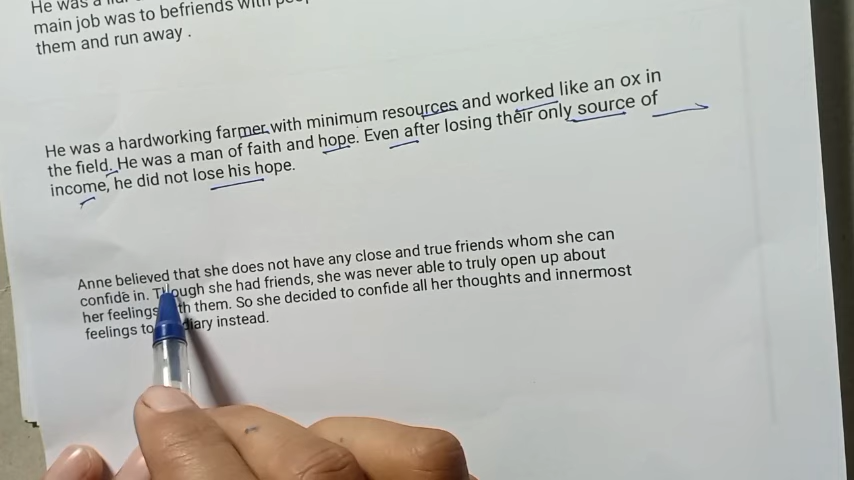 He was a
main job was to befriends with
them and run away .
He was a hardworking farmer with minimum resources and worked like an ox in
the field. He was a man of faith and hope. Even after losing their only source of
income, he did not lose his hope.
Anne believed that she does not have any close and true friends whom she can
confide in. Though she had friends, she was never able to truly open up about
her feelings with them. So she decided to confide all her thoughts and innermost
feelings to diary instead.